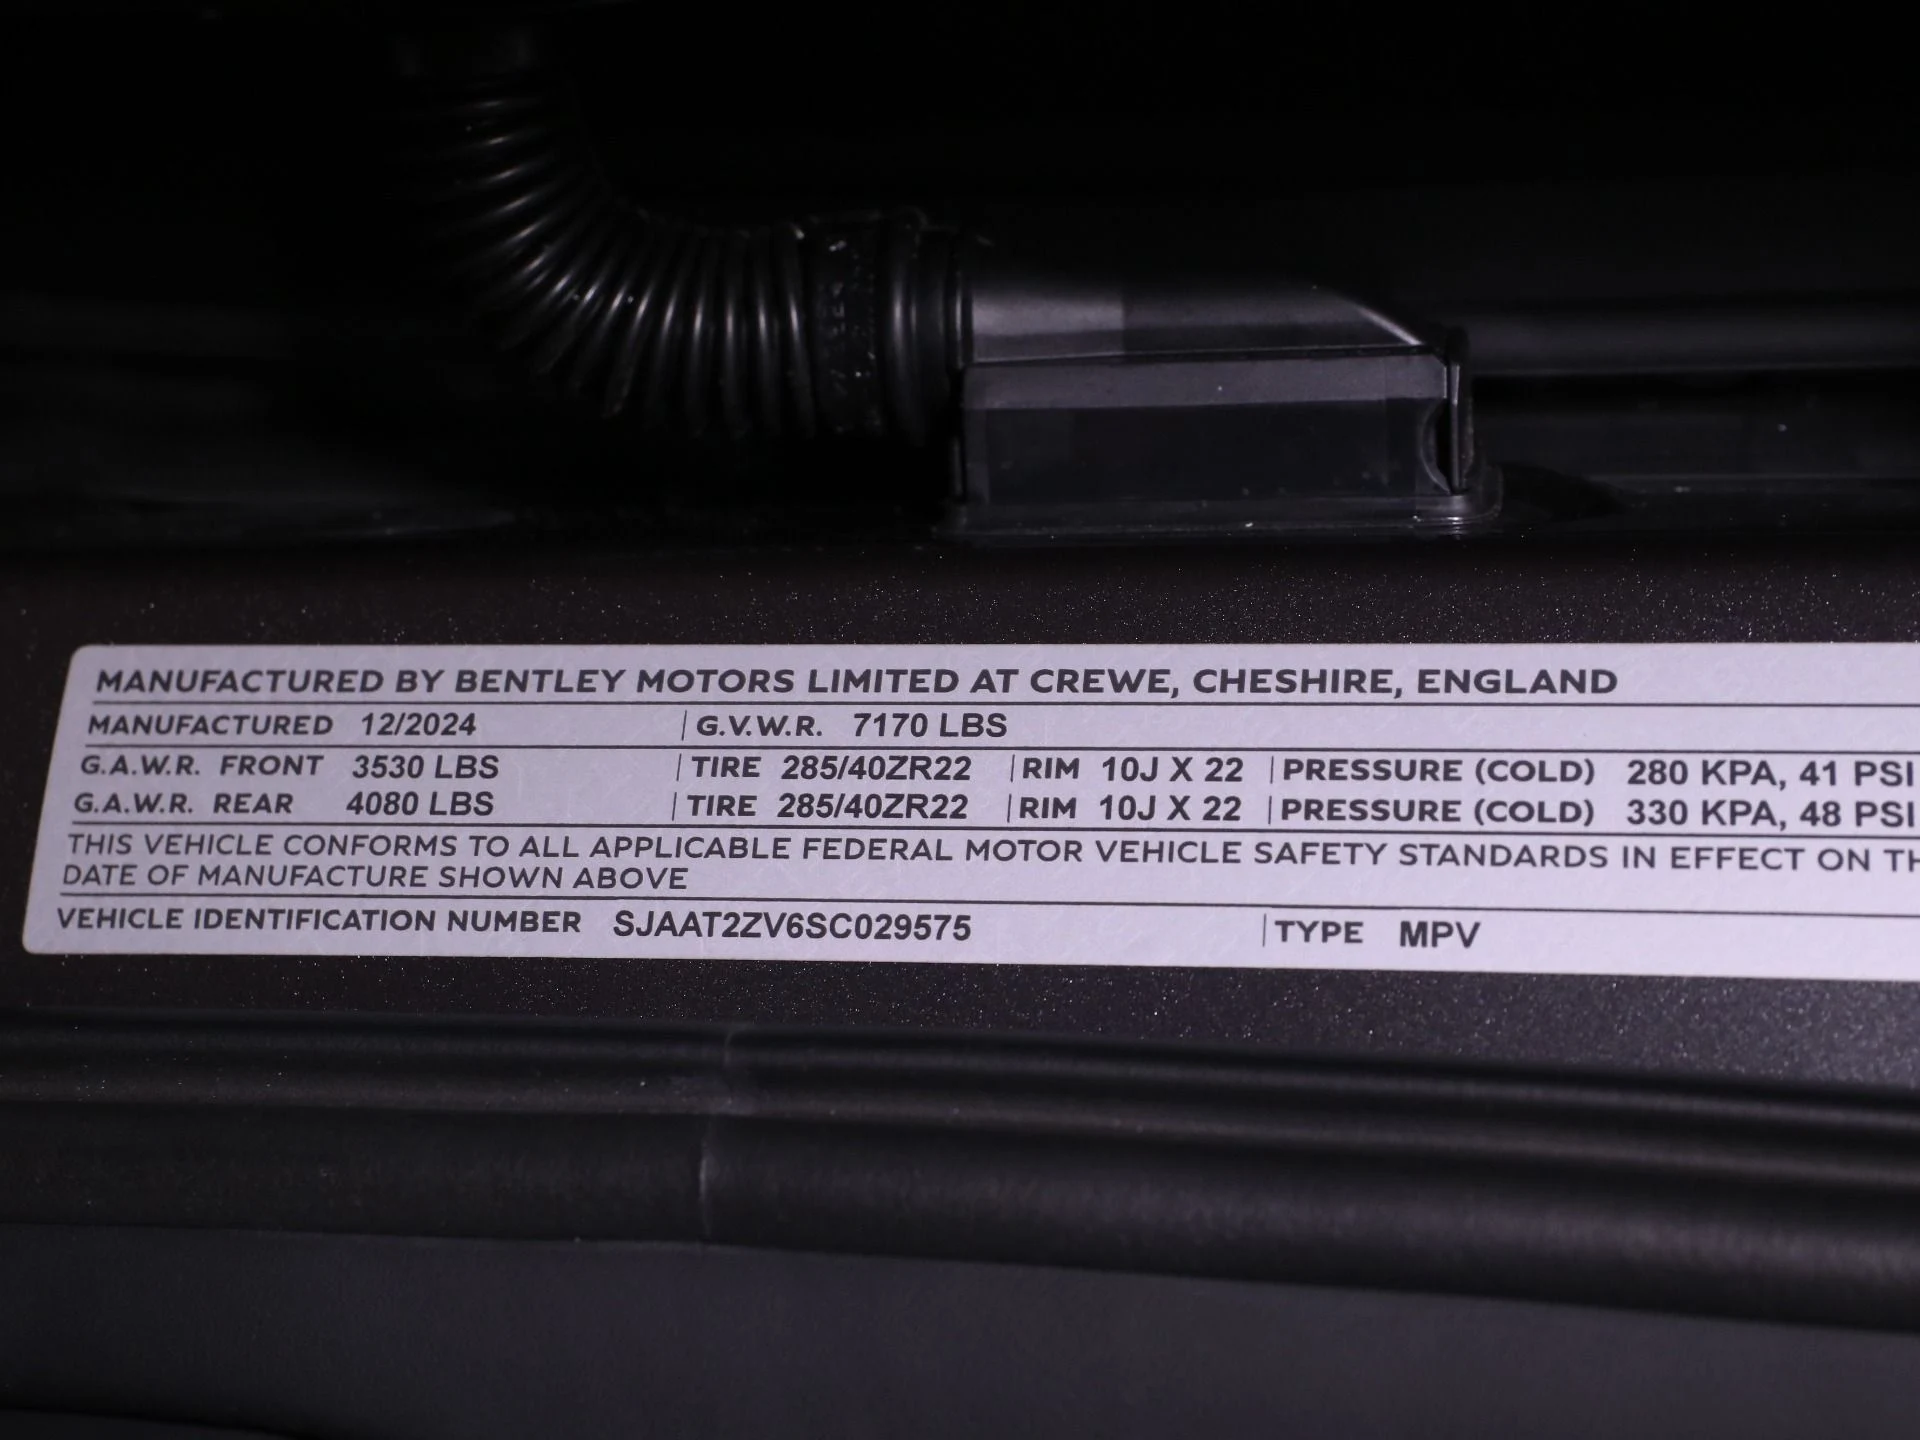 MANUFACTURED BY BENTLEY MOTORS LIMITED AT CREWE, CHESHIRE, ENGLAND
MANUFACTURED 12/2024 | G.V.W.R. 7170 LBS
G.A.W.R. FRONT 3530 LBS | TIRE 285/40ZR22 | RIM 10J X 22 | PRESSURE (COLD) 280 KPA, 41 PSI
G.A.W.R. REAR 4080 LBS | TIRE 285/40ZR22 | RIM 10J X 22 | PRESSURE (COLD) 330 KPA, 48 PSI
THIS VEHICLE CONFORMS TO ALL APPLICABLE FEDERAL MOTOR VEHICLE SAFETY STANDARDS IN EFFECT ON TH
DATE OF MANUFACTURE SHOWN ABOVE
VEHICLE IDENTIFICATION NUMBER SJAAT2ZV6SC029575 | TYPE MPV